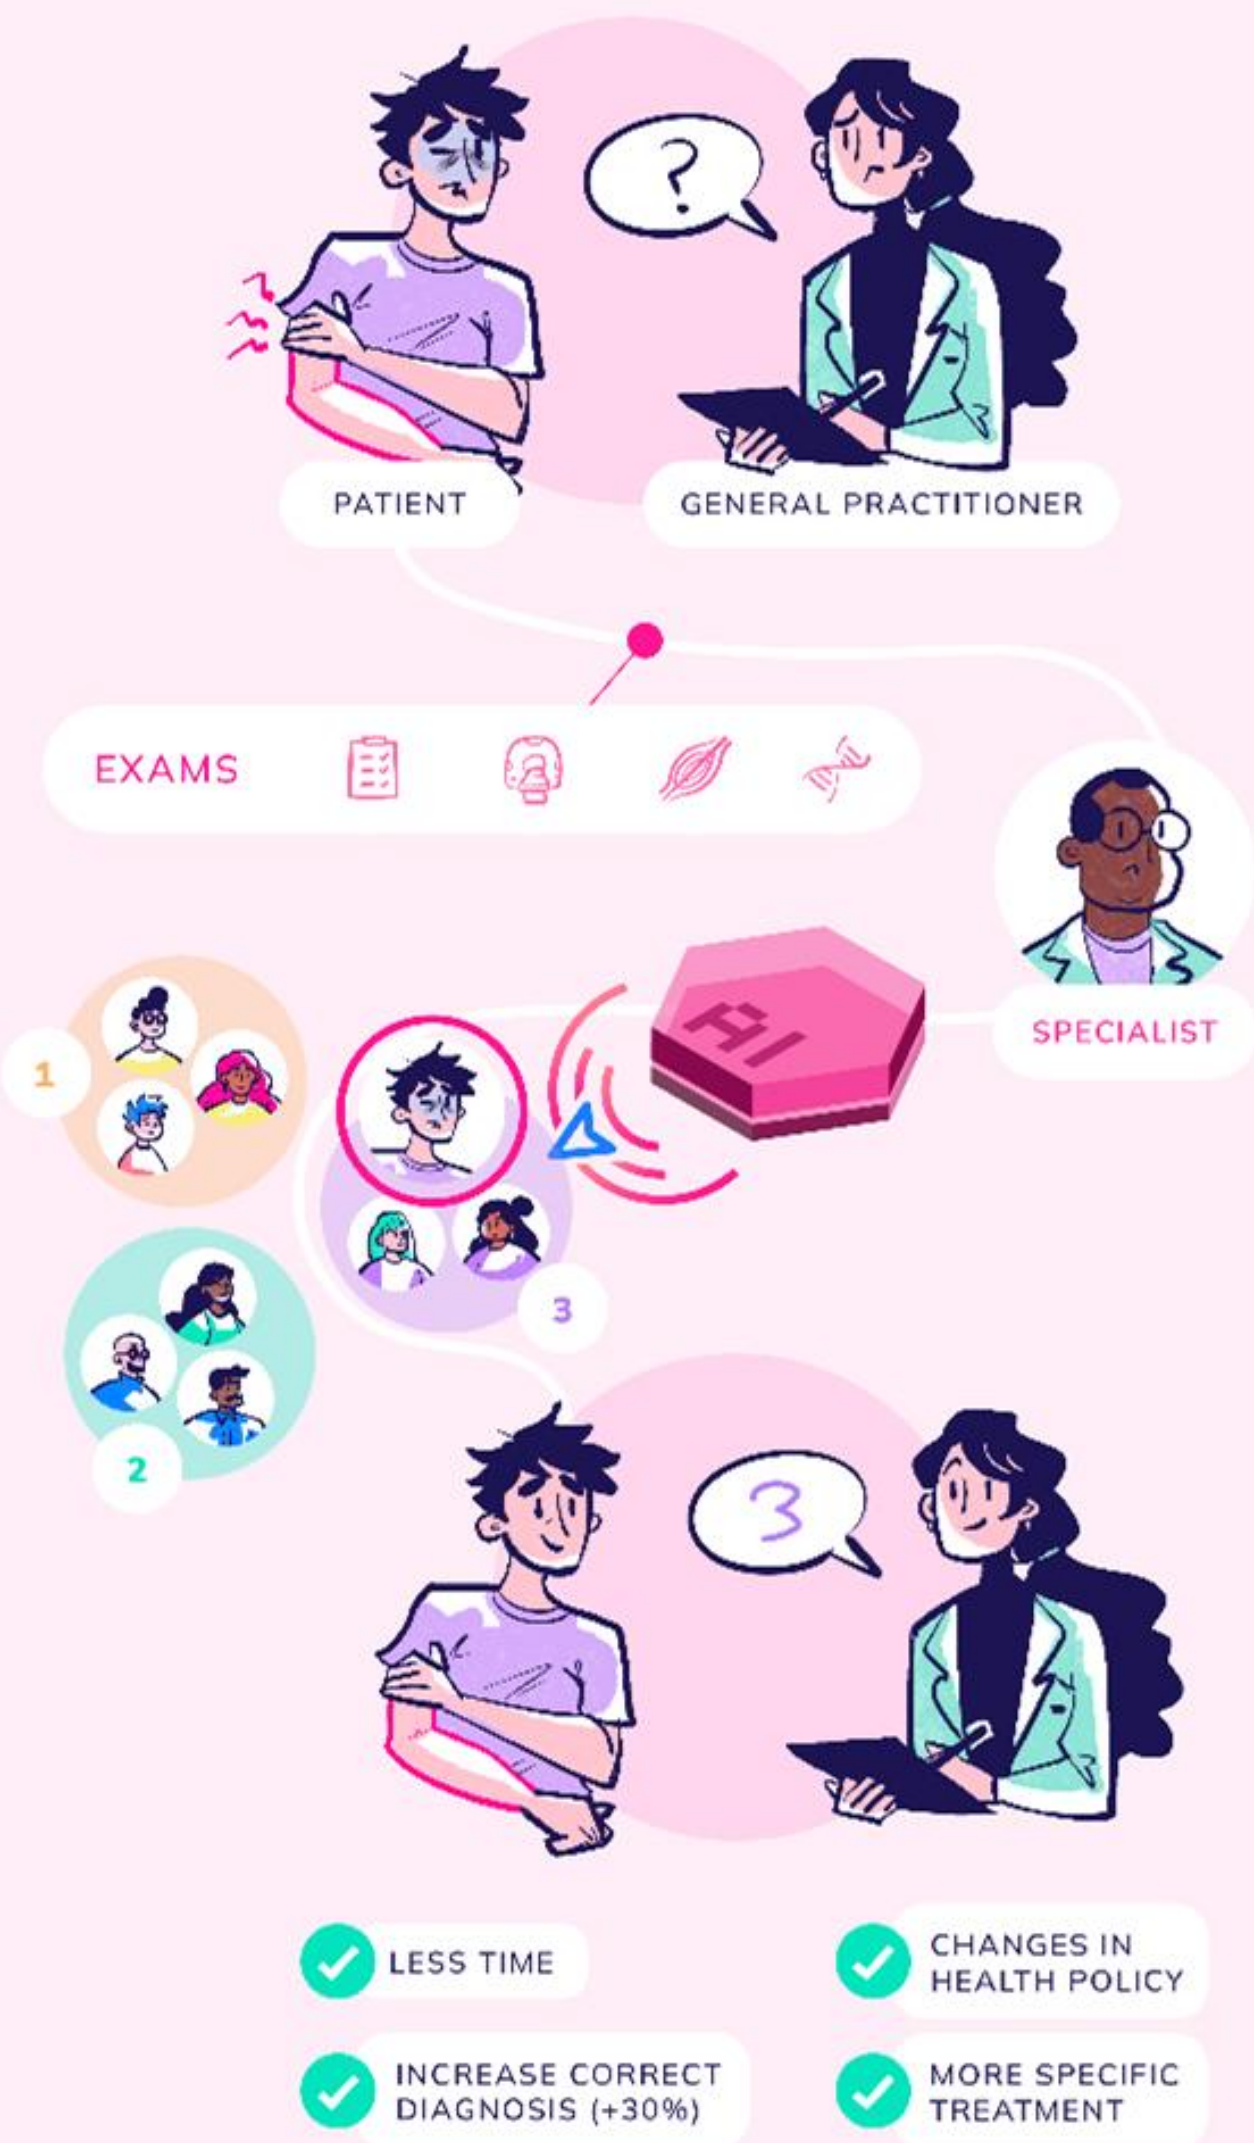 ?
PATIENT
GENERAL PRACTITIONER
EXAMS
AI
SPECIALIST
1
3
2
3
LESS TIME
CHANGES IN
HEALTH POLICY
INCREASE CORRECT
DIAGNOSIS (+30%)
MORE SPECIFIC
TREATMENT